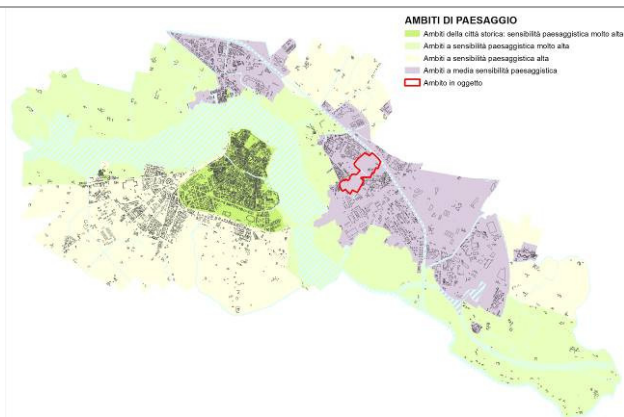 AMBITI DI PAESAGGIO
Ambiti della città storica: sensibilità paesaggistica molto alta
Ambiti a sensibilità paesaggistica molto alta
Ambiti a sensibilità paesaggistica alta
Ambiti a media sensibilità paesaggistica
Ambito in oggetto